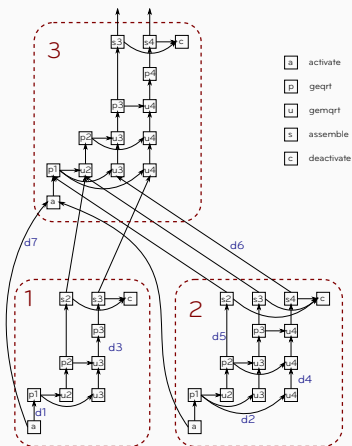 s3 s4 c
3
p4
p3 u4
p2 u3 u4
p1 u2 u3 u4
a
a activate
p geqrt
u gemqrt
s assemble
c deactivate
d7
d6
1
s2 s3 c
p3
d3
p2 u3
p1 u2 u3
d1
a
2
s2 s3 s4 c
d5
p3 u4
p2 u3 u4
d4
p1 u2 u3 u4
d2
a